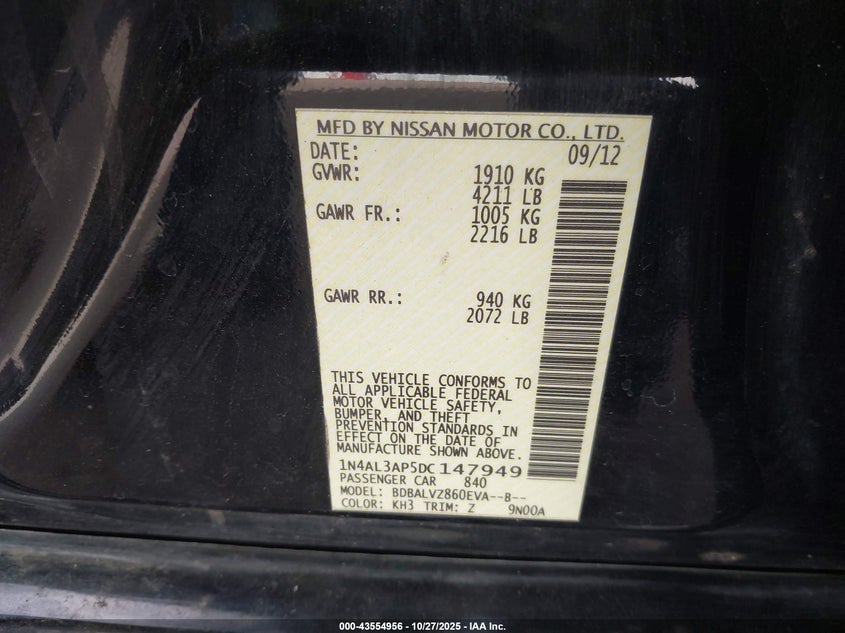 MFD BY NISSAN MOTOR CO., LTD.
DATE: 09/12
GVWR: 1910 KG
4211 LB
GAWR FR.: 1005 KG
2216 LB
GAWR RR.: 940 KG
2072 LB
THIS VEHICLE CONFORMS TO
ALL APPLICABLE FEDERAL
MOTOR VEHICLE SAFETY,
BUMPER, AND THEFT
PREVENTION STANDARDS IN
EFFECT ON THE DATE OF
MANUFACTURE SHOWN ABOVE.
1N4AL3AP5DC147949
PASSENGER CAR 840
MODEL: BDBALVZ860EVA--B--
COLOR: KH3 TRIM: Z 9N00A
000-43554956 - 10/27/2025 - IAA Inc.